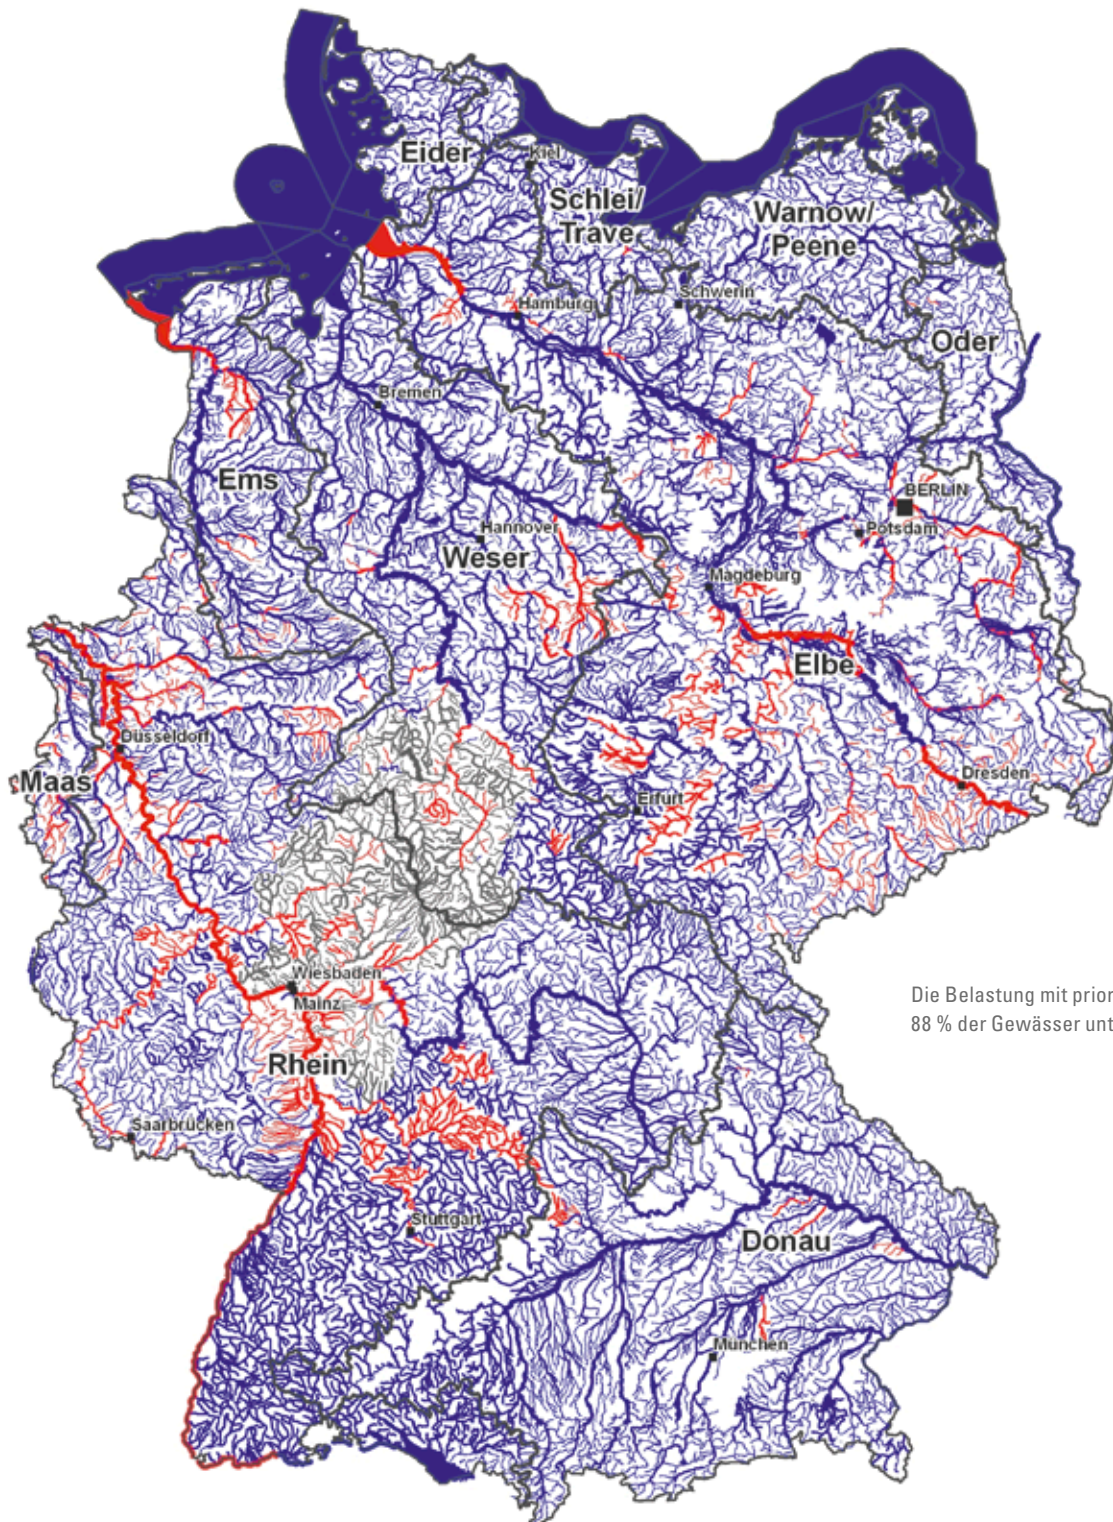 Eider
Kiel
Schlei/
Trave
Warnow/
Peene
Schwerin
Hamburg
Oder
Bremen
Ems
BERLIN
Hannover
Potsdam
Weser
Magdeburg
Elbe
Düsseldorf
Dresden
Maas
Erfurt
Wiesbaden
Mainz
Die Belastung mit prior
88 % der Gewässer unt
Rhein
Saarbrücken
Stuttgart
Donau
München